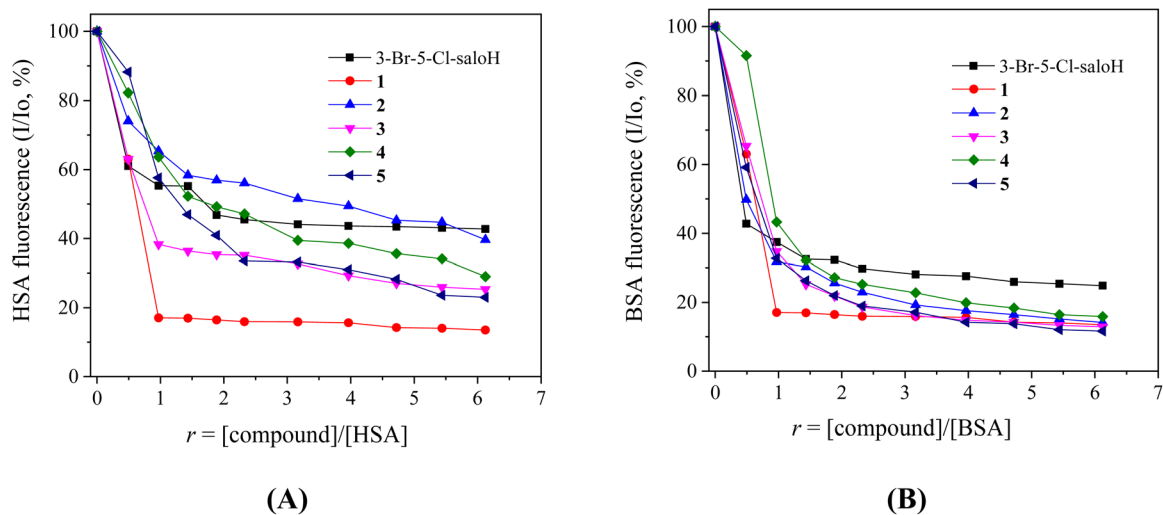 (A)
HSA fluorescence (I/Io, %)
100
80
60
40
20
0
0 1 2 3 4 5 6 7
r = [compound]/[HSA]
3-Br-5-Cl-saloH
1
2
3
4
5
(B)
BSA fluorescence (I/Io, %)
100
80
60
40
20
0
0 1 2 3 4 5 6 7
r = [compound]/[BSA]
3-Br-5-Cl-saloH
1
2
3
4
5